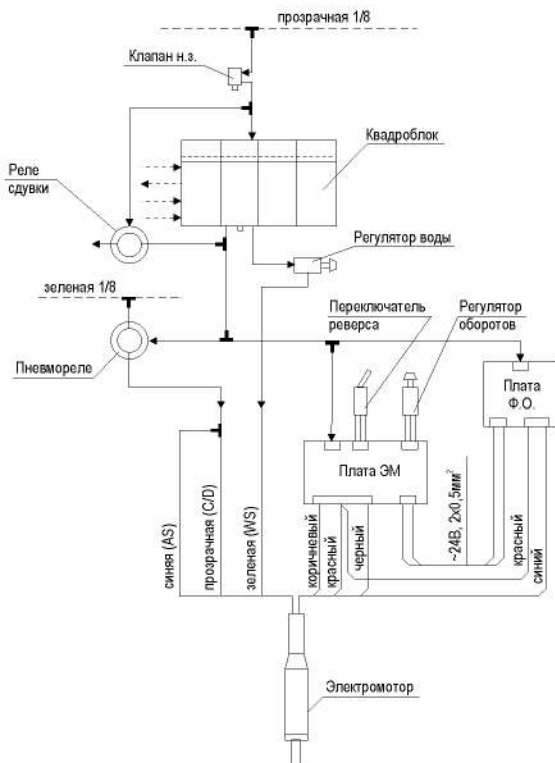 прозрачная 1/8
Клапан н.з.
Квадроблок
Реле
сдувки
Регулятор воды
зеленая 1/8
Переключатель
реверса
Регулятор
оборотов
Пневмореле
Плата
Ф.О.
Плата ЭМ
синяя (AS)
прозрачная (C/D)
зеленая (WS)
коричневый
красный
черный
~24В, 2x0,5мм²
красный
синий
Электромотор